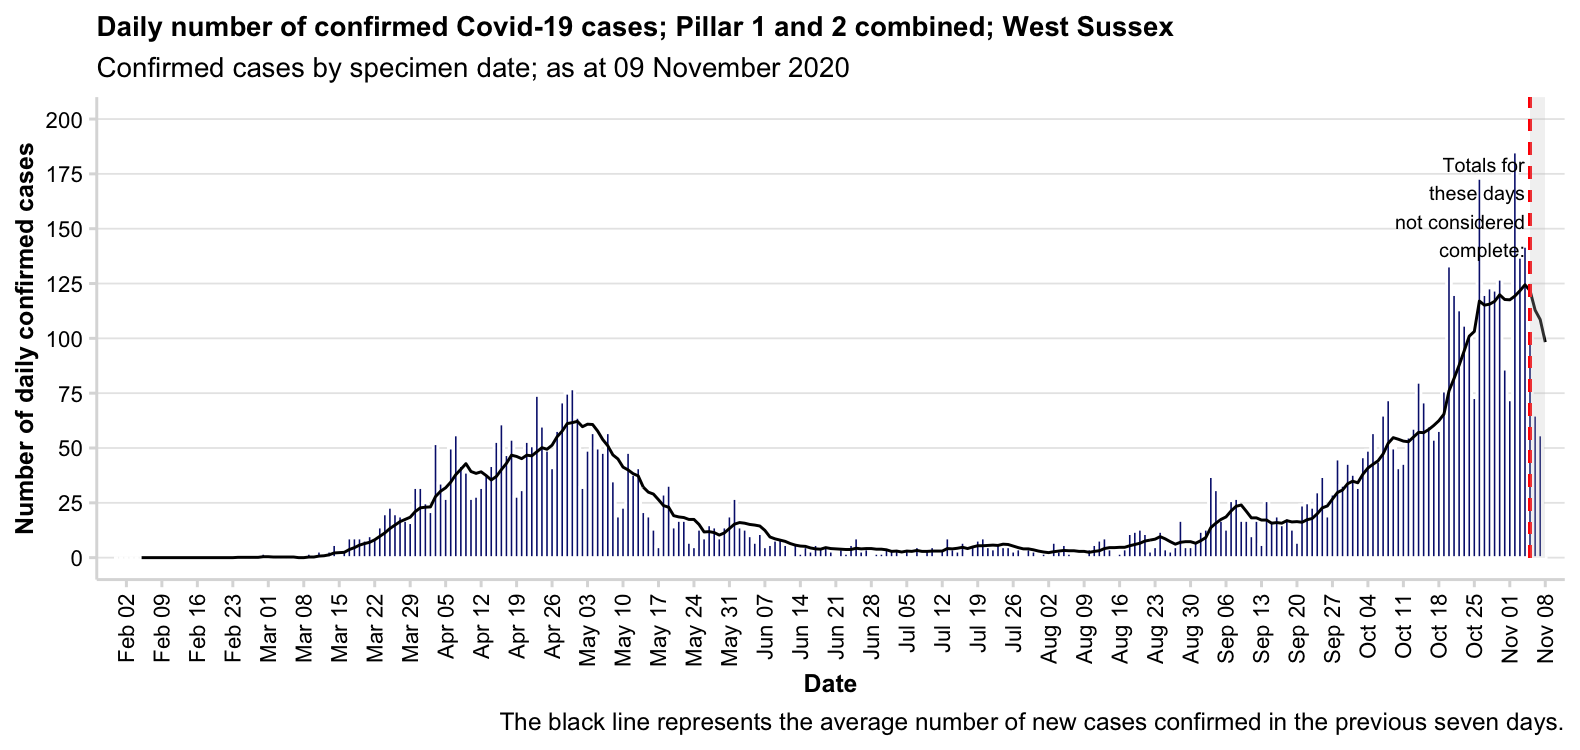 Daily number of confirmed Covid-19 cases; Pillar 1 and 2 combined; West Sussex
Confirmed cases by specimen date; as at 09 November 2020
Number of daily confirmed cases
200
175
150
125
100
75
50
25
0
Totals for
these days
not considered
complete.
Feb 02
Feb 09
Feb 16
Feb 23
Mar 01
Mar 08
Mar 15
Mar 22
Mar 29
Apr 05
Apr 12
Apr 19
Apr 26
May 03
May 10
May 17
May 24
May 31
Jun 07
Jun 14
Jun 21
Jun 28
Jul 05
Jul 12
Jul 19
Jul 26
Aug 02
Aug 09
Aug 16
Aug 23
Aug 30
Sep 06
Sep 13
Sep 20
Sep 27
Oct 04
Oct 11
Oct 18
Oct 25
Nov 01
Nov 08
Date
The black line represents the average number of new cases confirmed in the previous seven days.